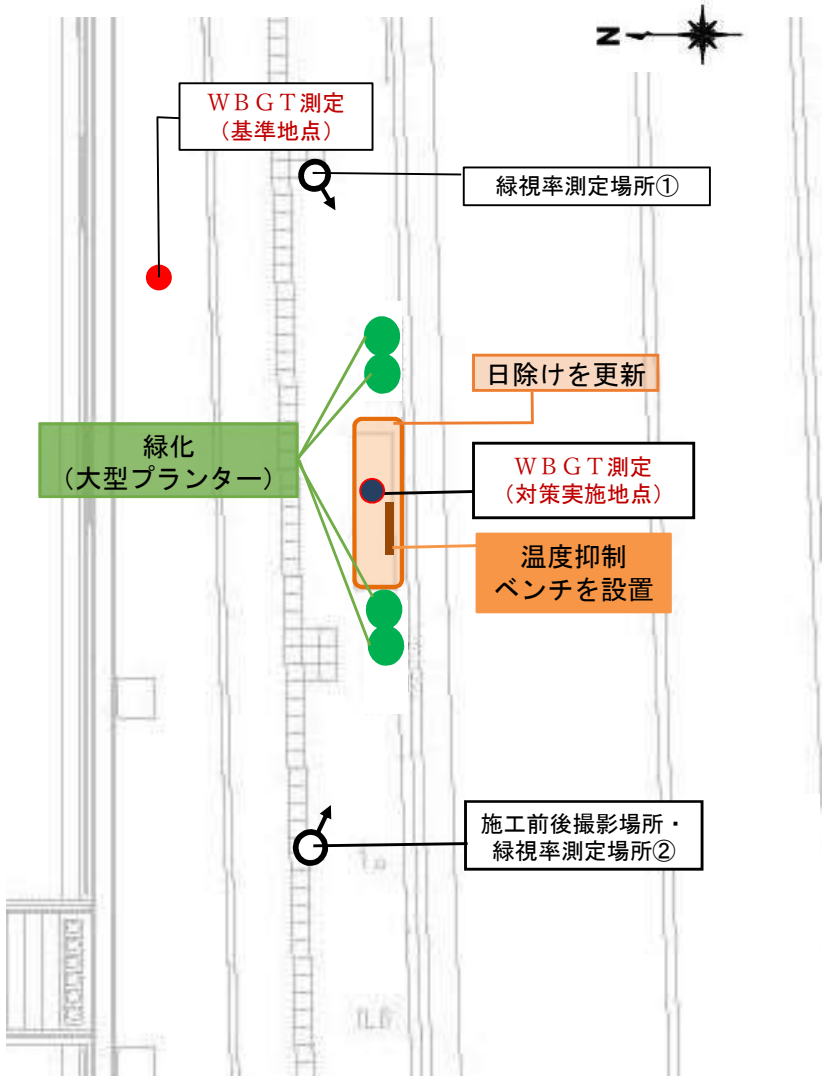 N
WBGT測定
(基準地点)
緑視率測定場所①
日除けを更新
緑化
(大型プランター)
WBGT測定
(対策実施地点)
温度抑制
ベンチを設置
施工前後撮影場所・
緑視率測定場所②